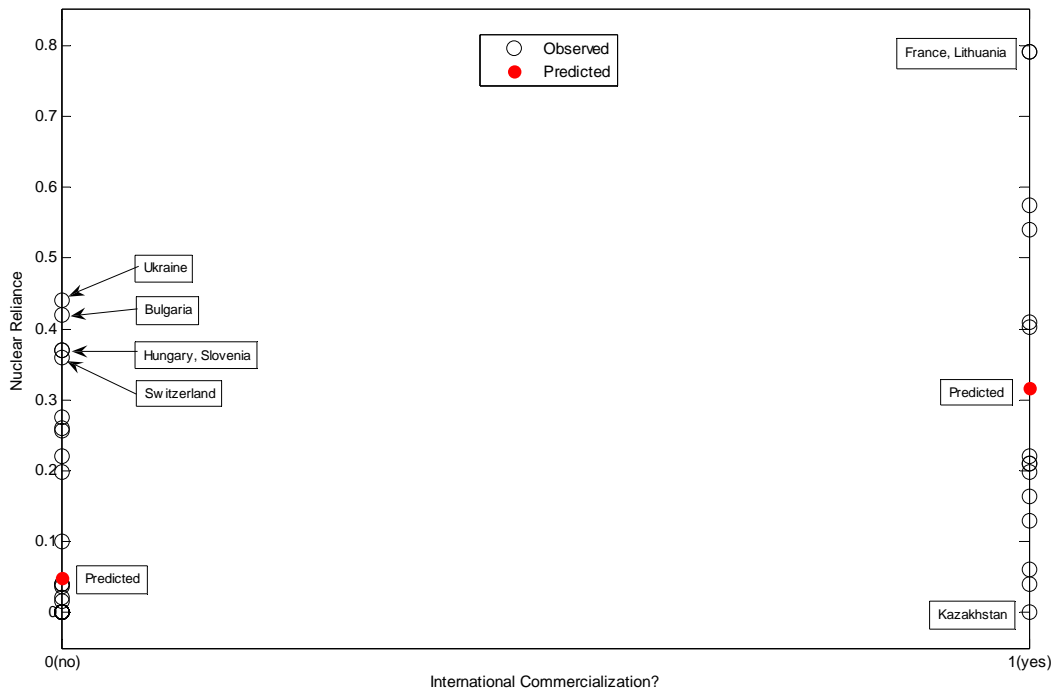 0.8
0.7
0.6
0.5
0.4
0.3
0.2
0.1
0
Nuclear Reliance
Observed
Predicted
France, Lithuania
Ukraine
Bulgaria
Hungary, Slovenia
Switzerland
Predicted
Predicted
Kazakhstan
0(no)
1(yes)
International Commercialization?